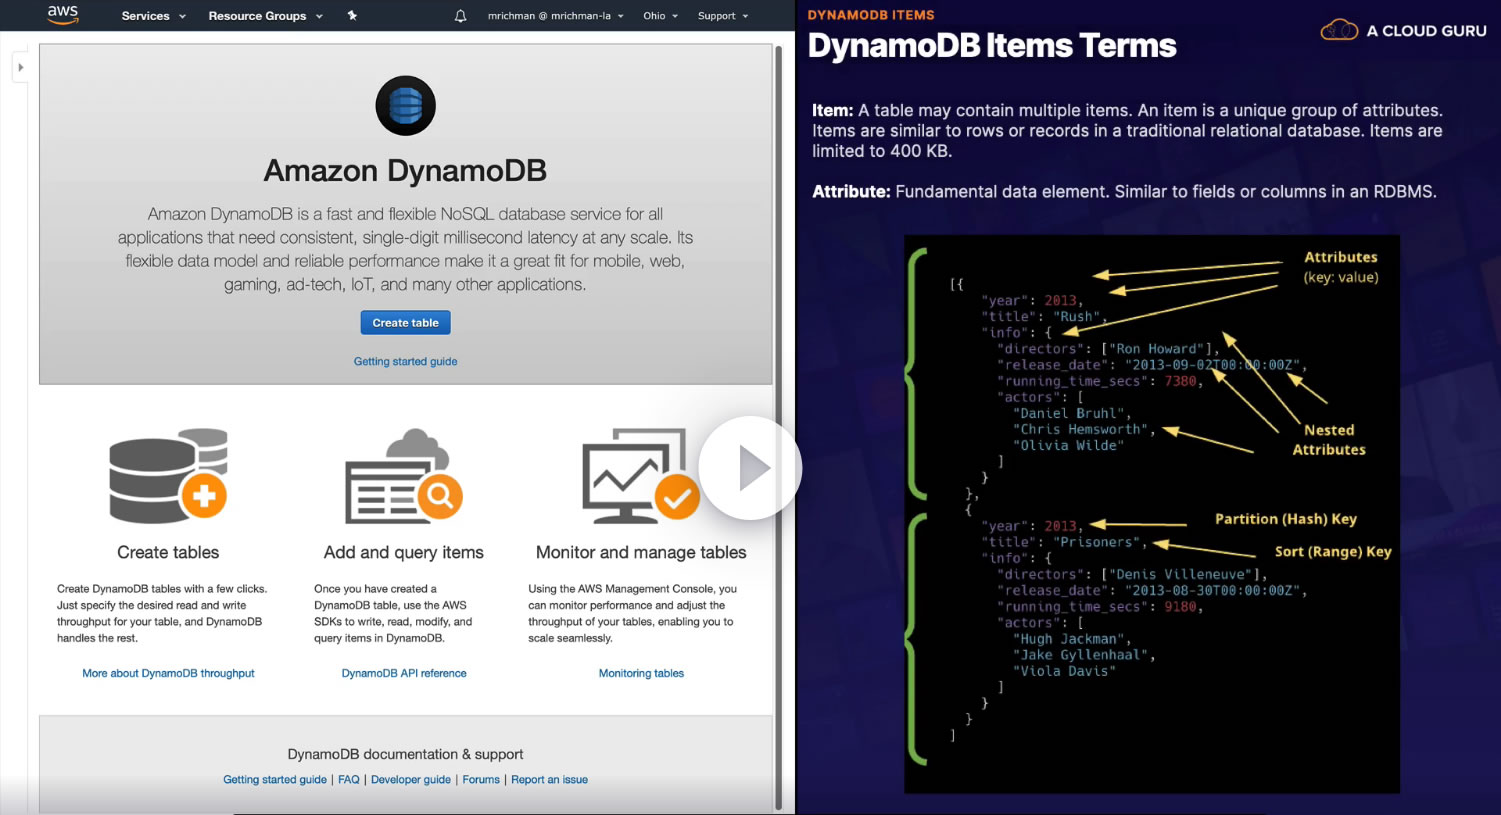 aws
Services
Resource Groups
mrichman @ mrichman-la
Ohio
Support
Amazon DynamoDB
Amazon DynamoDB is a fast and flexible NoSQL database service for all
applications that need consistent, single-digit millisecond latency at any scale. Its
flexible data model and reliable performance make it a great fit for mobile, web,
gaming, ad-tech, IoT, and many other applications.
Create table
Getting started guide
Create tables
Create DynamoDB tables with a few clicks.
Just specify the desired read and write
throughput for your table, and DynamoDB
handles the rest.
More about DynamoDB throughput
Add and query items
Once you have created a
DynamoDB table, use the AWS
SDKs to write, read, modify, and
query items in DynamoDB.
DynamoDB API reference
Monitor and manage tables
Using the AWS Management Console, you
can monitor performance and adjust the
throughput of your tables, enabling you to
scale seamlessly.
Monitoring tables
DynamoDB documentation & support
Getting started guide | FAQ | Developer guide | Forums | Report an issue
DYNAMODB ITEMS
DynamoDB Items Terms
A CLOUD GURU
Item: A table may contain multiple items. An item is a unique group of attributes.
Items are similar to rows or records in a traditional relational database. Items are
limited to 400 KB.
Attribute: Fundamental data element. Similar to fields or columns in an RDBMS.
Attributes
(key: value)
[{
"year": 2013,
"title": "Rush",
"info": {
"directors": ["Ron Howard"],
"release_date": "2013-09-02T00:00:00Z",
"running_time_secs": 7380,
"actors": [
"Daniel Bruhl",
"Chris Hemsworth",
"Olivia Wilde"
]
}
},
Nested
Attributes
{
"year": 2013,
"title": "Prisoners",
"info": {
"directors": ["Denis Villeneuve"],
"release_date": "2013-08-30T00:00:00Z",
"running_time_secs": 9180,
"actors": [
"Hugh Jackman",
"Jake Gyllenhaal",
"Viola Davis"
]
}
}
]
Partition (Hash) Key
Sort (Range) Key